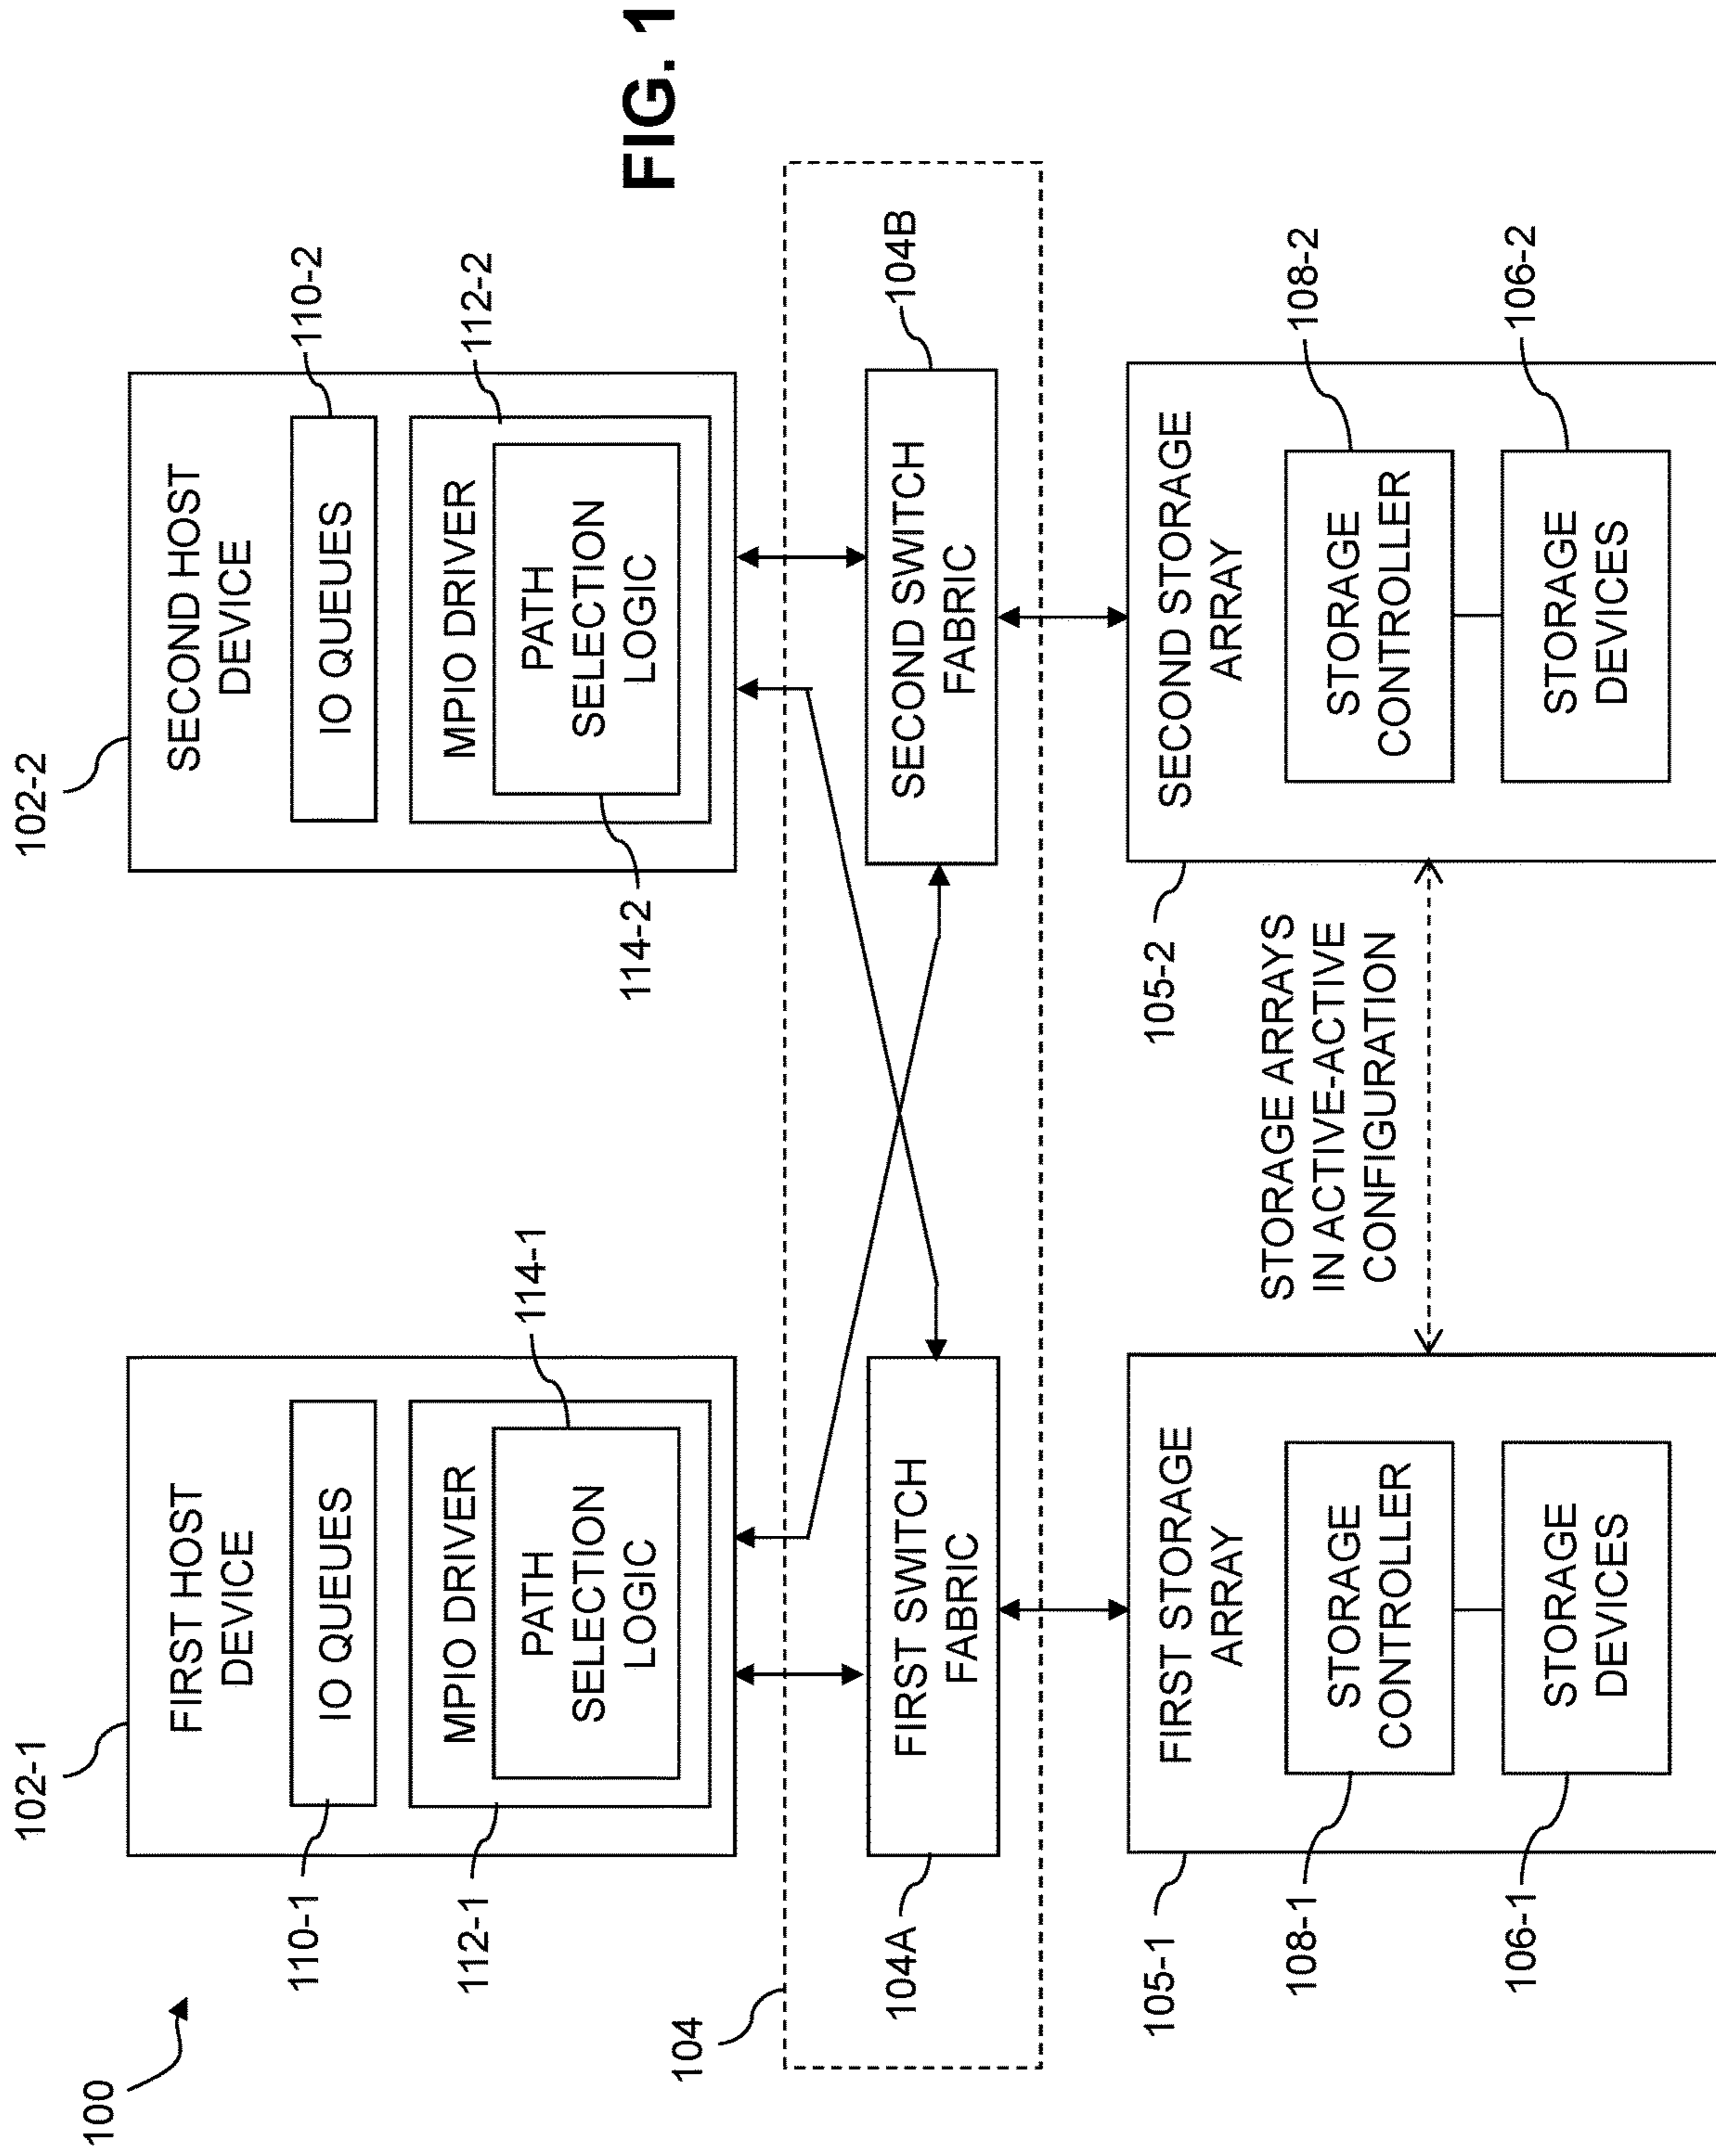 100
102-1
FIRST HOST
DEVICE
110-1
IO QUEUES
112-1
MPIO DRIVER
PATH
SELECTION
LOGIC
114-1
102-2
SECOND HOST
DEVICE
IO QUEUES
110-2
MPIO DRIVER
112-2
PATH
SELECTION
LOGIC
114-2
FIG. 1
104
104A
FIRST SWITCH
FABRIC
SECOND SWITCH
FABRIC
104B
105-1
FIRST STORAGE
ARRAY
108-1
STORAGE
CONTROLLER
106-1
STORAGE
DEVICES
STORAGE ARRAYS
IN ACTIVE-ACTIVE
CONFIGURATION
105-2
SECOND STORAGE
ARRAY
STORAGE
CONTROLLER
108-2
STORAGE
DEVICES
106-2